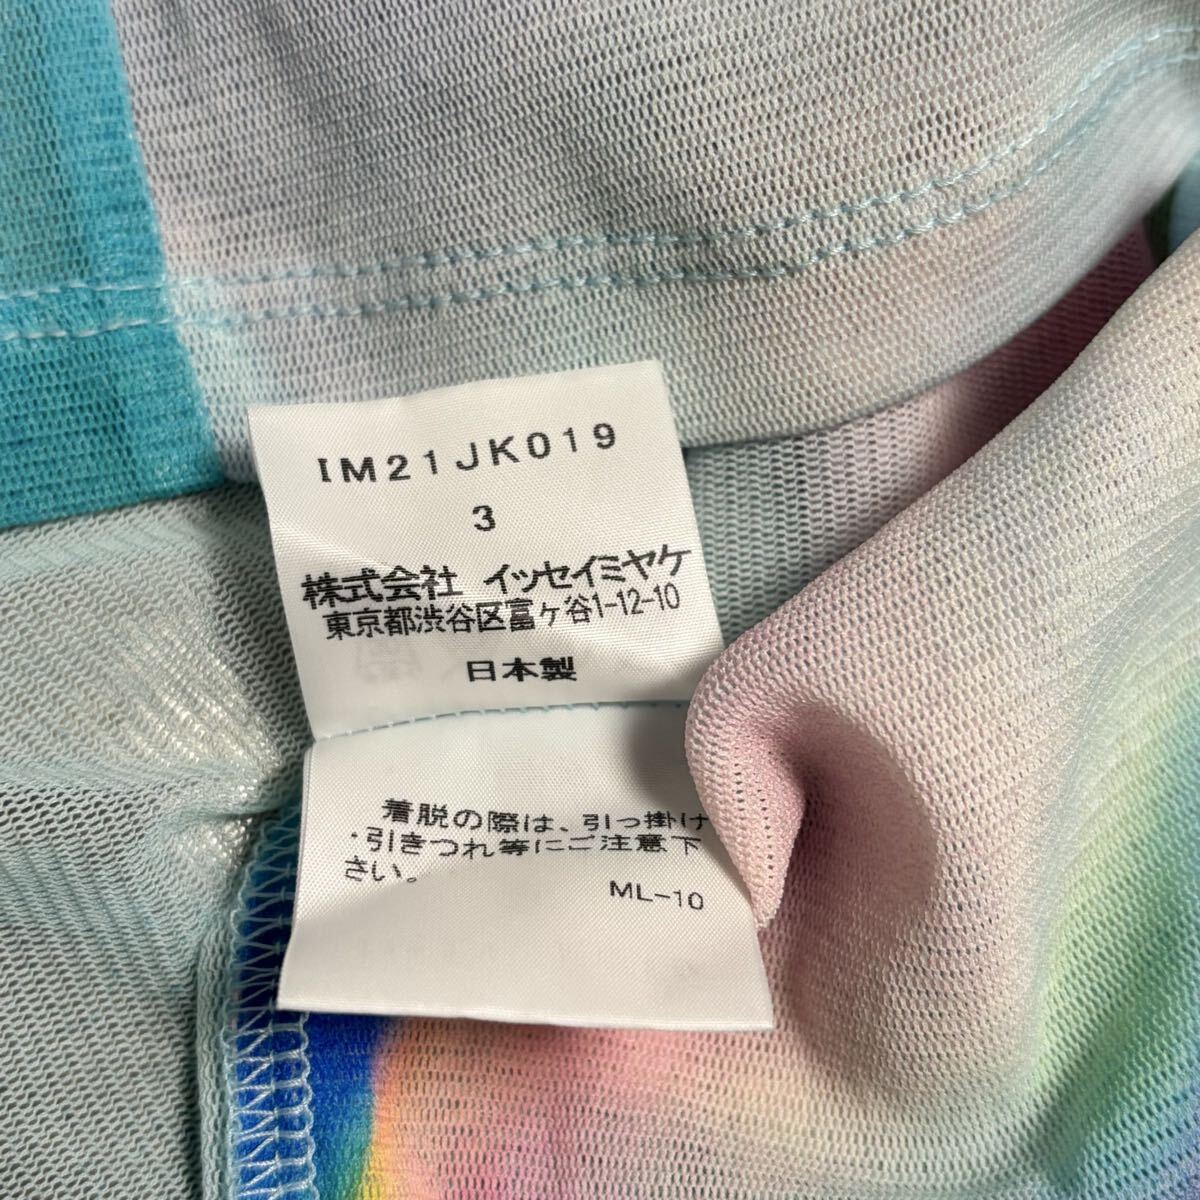 IM21JK019
3
株式会社 イッセイミヤケ
東京都渋谷区富ヶ谷1-12-10
日本製
着脱の際は、引っ掛け
・引きつれ等にご注意下
さい。
ML-10